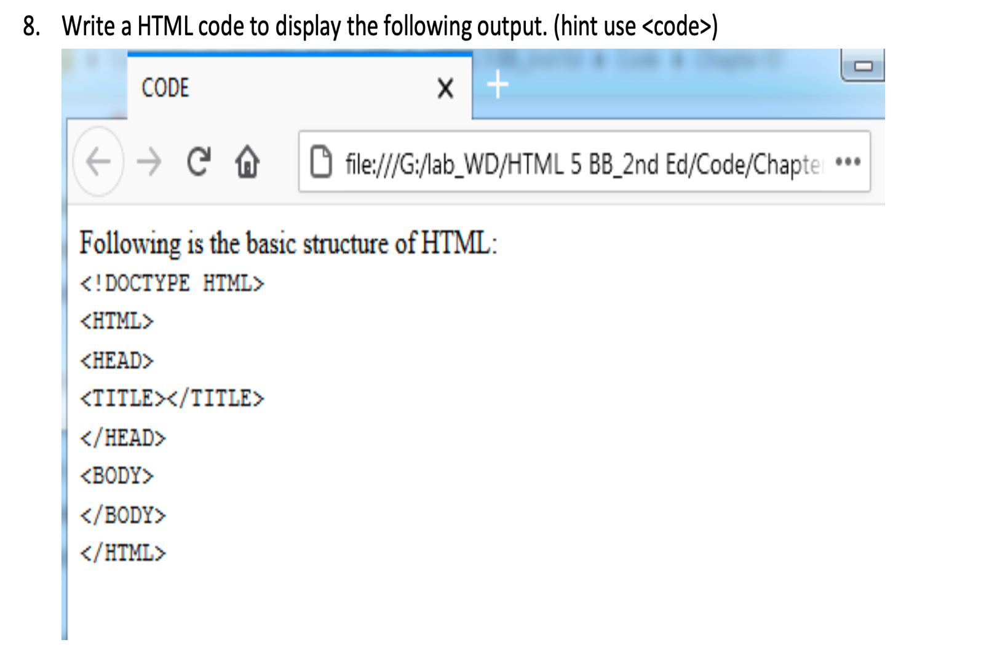 8. Write a HTML code to display the following output. (hint use <code>)
CODE
file:///G:/lab_WD/HTML 5 BB_2nd Ed/Code/Chapte
Following is the basic structure of HTML:
<!DOCTYPE HTML>
<HTML>
<HEAD>
<TITLE></TITLE>
</HEAD>
<BODY>
</BODY>
</HTML>